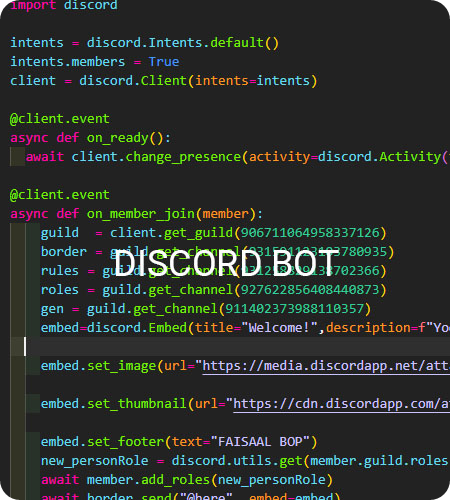 import discord
intents = discord.Intents.default()
intents.members = True
client = discord.Client(intents=intents)
@client.event
async def on_ready():
await client.change_presence(activity=discord.Activity(
@client.event
async def on_member_join(member):
guild = client.get_guild(906711064958337126)
border = guild.get_channel(
DISCORD BOT
rules = guild.get_channel(
roles = guild.get_channel(927622856408440873)
gen = guild.get_channel(911402373988110357)
embed=discord.Embed(title="Welcome!",description=f"Yo
embed.set_image(url="https://media.discordapp.net/att
embed.set_thumbnail(url="https://cdn.discordapp.com/a
embed.set_footer(text="FAISAAL BOP")
new_personRole = discord.utils.get(member.guild.roles
await member.add_roles(new_personRole)
await border.send("@here", embed=embed)